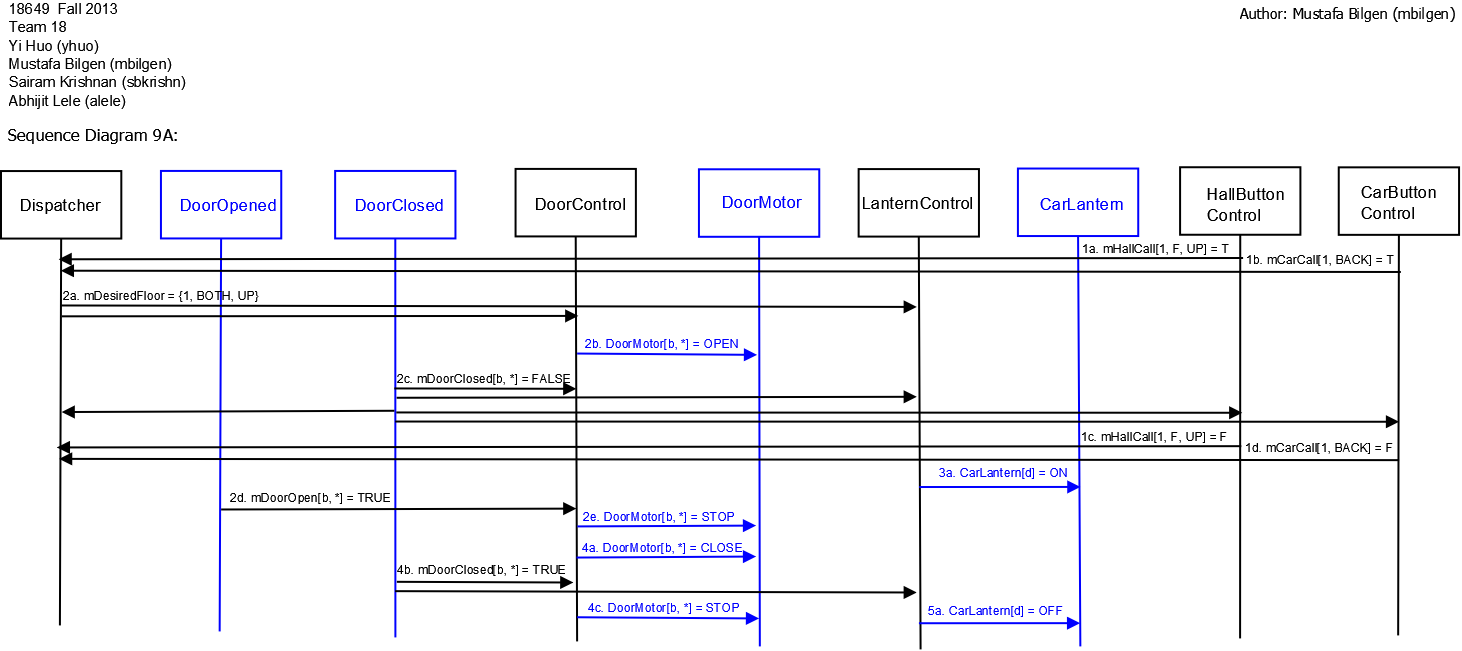 18649 Fall 2013
Team 18
Yi Huo (yhuo)
Mustafa Bilgen (mbilgen)
Sairam Krishnan (sbkrishn)
Abhijit Lele (alele)
Author: Mustafa Bilgen (mbilgen)
Sequence Diagram 9A:
Dispatcher
DoorOpened
DoorClosed
DoorControl
DoorMotor
LanternControl
CarLantern
HallButton
Control
CarButton
Control
1a. mHallCall[1, F, UP] = T
1b. mCarCall[1, BACK] = T
2a. mDesiredFloor = {1, BOTH, UP}
2b. DoorMotor[b, *] = OPEN
2c. mDoorClosed[b, *] = FALSE
1c. mHallCall[1, F, UP] = F
1d. mCarCall[1, BACK] = F
3a. CarLantern[d] = ON
2d. mDoorOpen[b, *] = TRUE
2e. DoorMotor[b, *] = STOP
4a. DoorMotor[b, *] = CLOSE
4b. mDoorClosed[b, *] = TRUE
4c. DoorMotor[b, *] = STOP
5a. CarLantern[d] = OFF